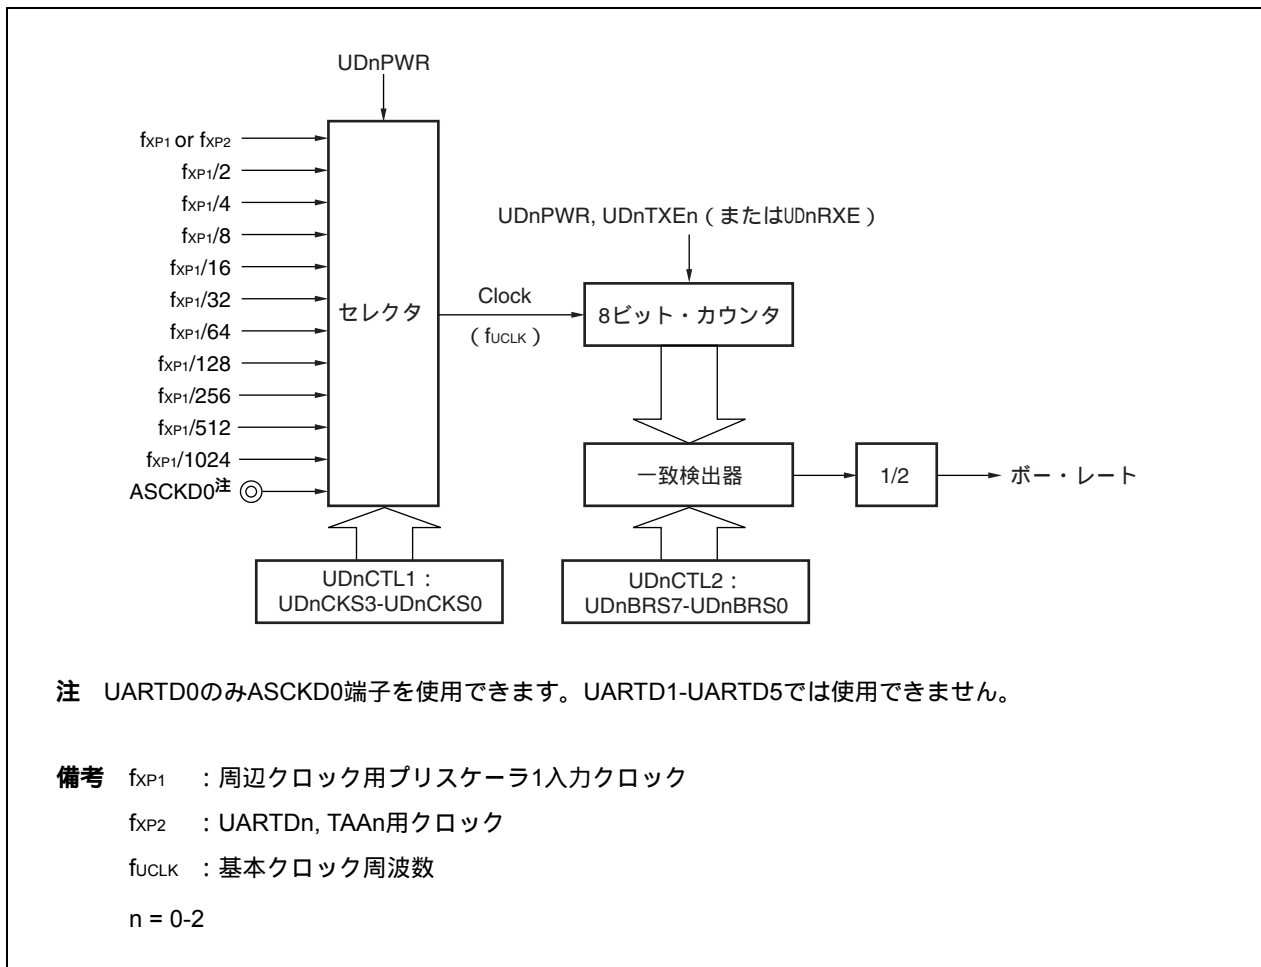 UDnPWR
fXP1 or fXP2
fXP1/2
fXP1/4
fXP1/8
fXP1/16
fXP1/32
fXP1/64
fXP1/128
fXP1/256
fXP1/512
fXP1/1024
ASCKD0注
セレクタ
Clock
(fUCLK)
UDnPWR, UDnTXEn(またはUDnRXE)
8ビット・カウンタ
一致検出器
1/2
ボー・レート
UDnCTL1:
UDnCKS3-UDnCKS0
UDnCTL2:
UDnBRS7-UDnBRS0
注 UARTD0のみASCKD0端子を使用できます。UARTD1-UARTD5では使用できません。
備考 fXP1 :周辺クロック用プリスケーラ1入力クロック
fXP2 :UARTDn, TAAn用クロック
fUCLK :基本クロック周波数
n = 0-2